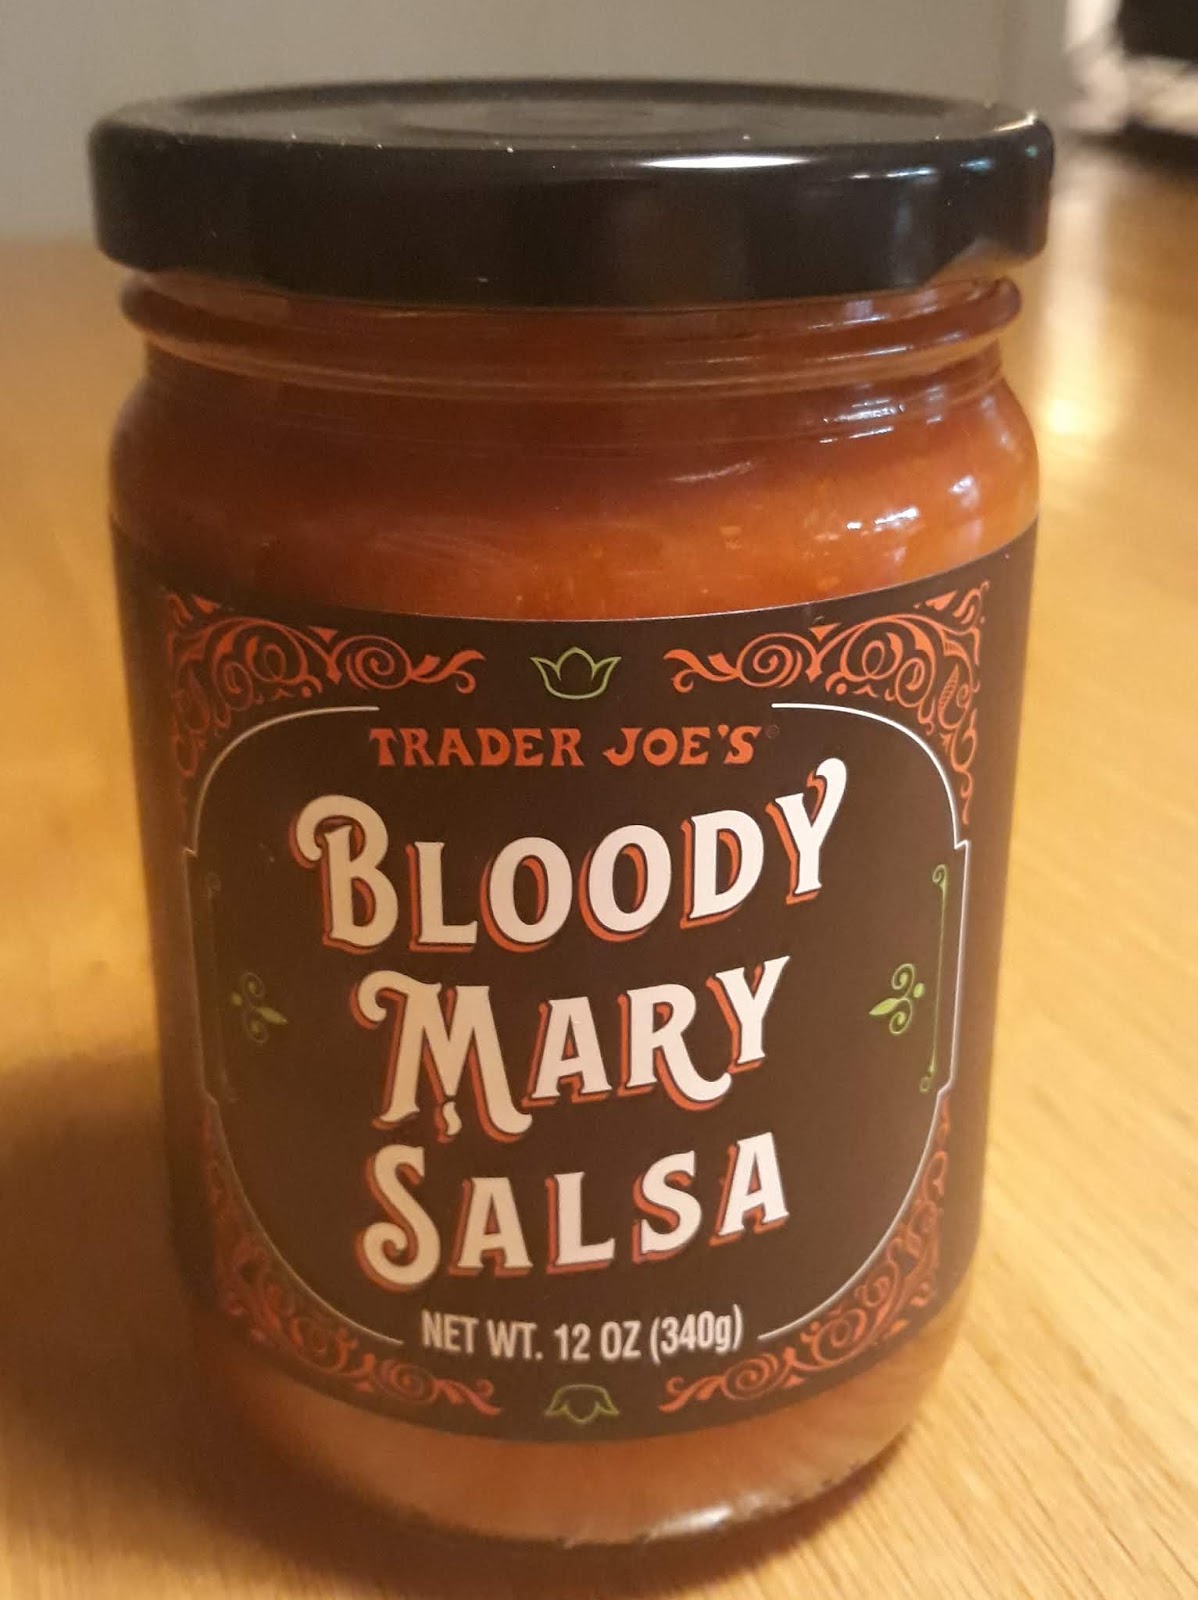 TRADER JOE'S
BLOODY
MARY
SALSA
NET WT. 12 OZ (340g)